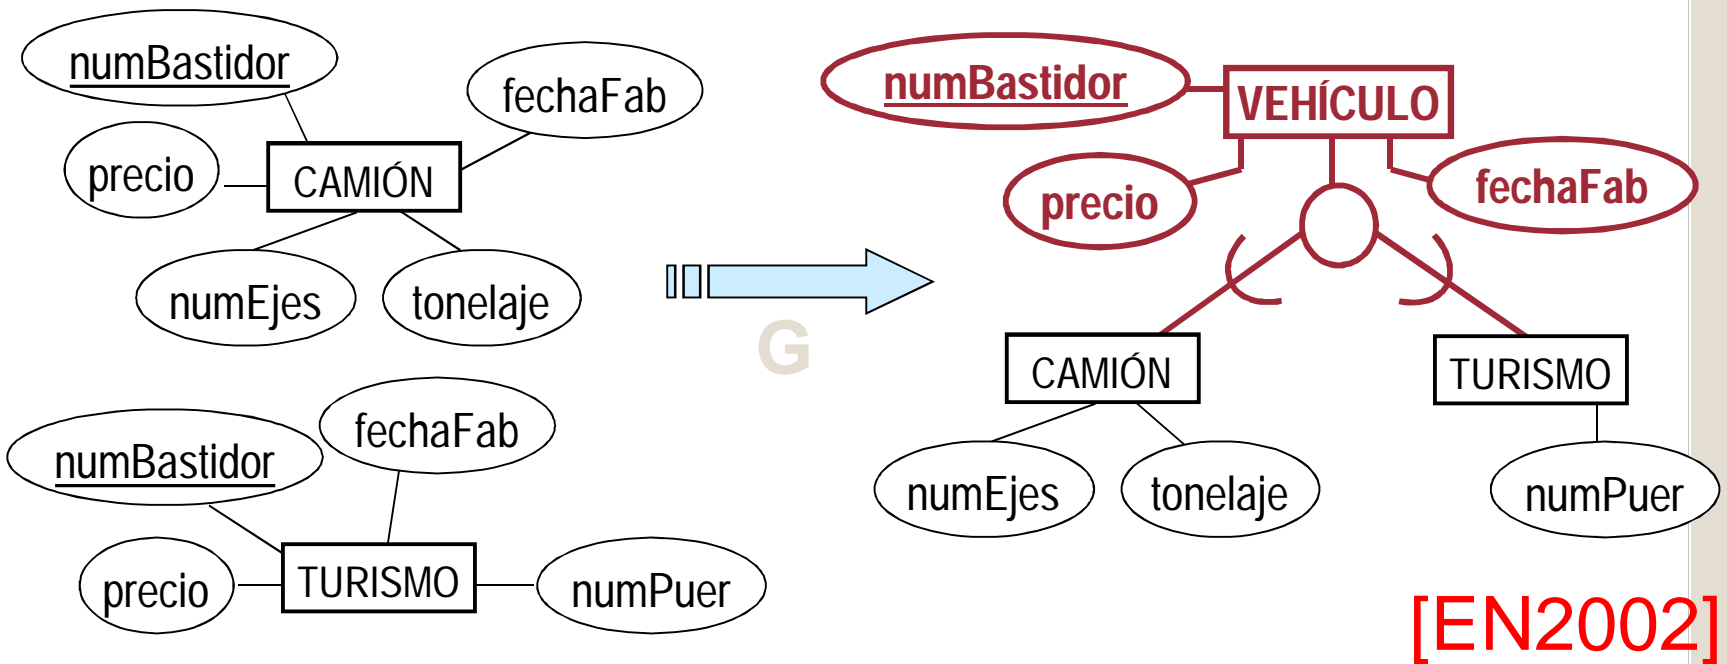 numBastidor
fechaFab
precio
CAMIÓN
numEjes
tonelaje
fechaFab
numBastidor
precio
TURISMO
numPuer
G
numBastidor
VEHÍCULO
precio
fechaFab
CAMIÓN
TURISMO
numEjes
tonelaje
numPuer
[EN2002]